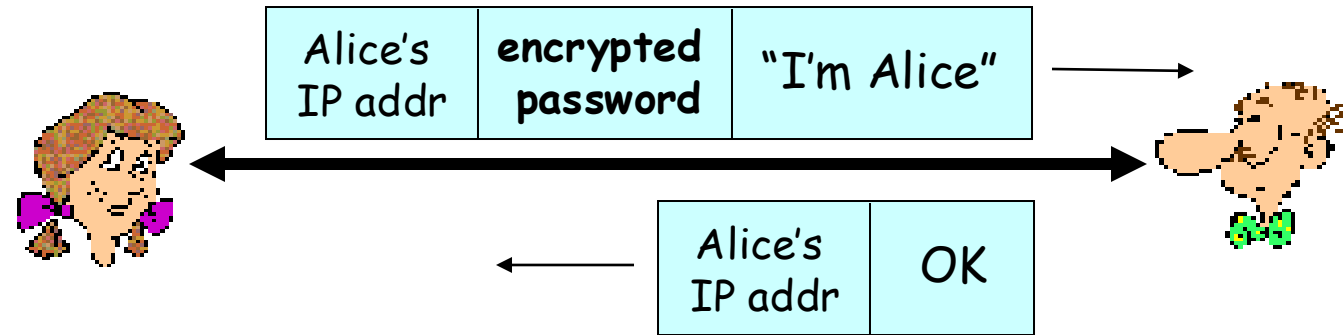 Alice's
IP addr
encrypted
password
“I'm Alice”
Alice's
IP addr
OK